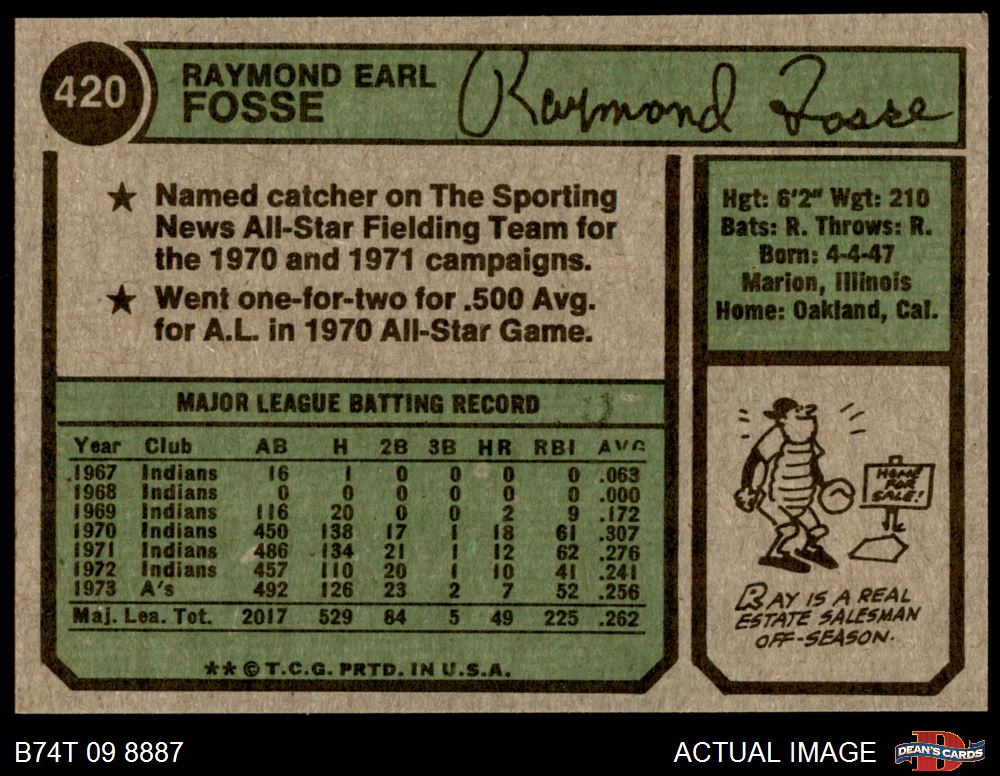 420
RAYMOND EARL
FOSSE
Raymond Fosse
★ Named catcher on The Sporting
News All-Star Fielding Team for
the 1970 and 1971 campaigns.
★ Went one-for-two for .500 Avg.
for A.L. in 1970 All-Star Game.
Hgt: 6'2" Wgt: 210
Bats: R. Throws: R.
Born: 4-4-47
Marion, Illinois
Home: Oakland, Cal.
MAJOR LEAGUE BATTING RECORD
Year Club AB H 2B 3B HR RBI AVG
1967 Indians 16 1 0 0 0 0 .063
1968 Indians 0 0 0 0 0 0 .000
1969 Indians 116 20 0 0 2 9 .172
1970 Indians 450 138 17 1 18 61 .307
1971 Indians 486 134 21 1 12 62 .276
1972 Indians 457 110 20 1 10 41 .241
1973 A's 492 126 23 2 7 52 .256
Maj. Lea. Tot. 2017 529 84 5 49 225 .262
** © T.C.G. PRTD. IN U.S.A.
HOME
FOR
SALE!
RAY IS A REAL
ESTATE SALESMAN
OFF-SEASON.
B74T 09 8887
ACTUAL IMAGE
DEAN'S CARDS